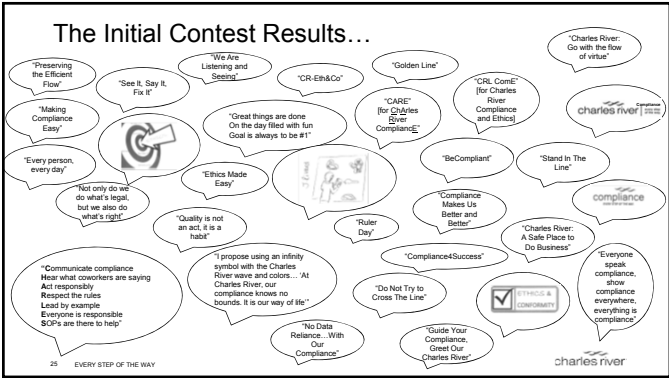 The Initial Contest Results…
"Preserving
the Efficient
Flow"
"See It, Say It,
Fix It"
"We Are
Listening and
Seeing"
"CR-Eth&Co"
"Golden Line"
"Charles River:
Go with the flow
of virtue"
"Making
Compliance
Easy"
"Great things are done
On the day filled with fun
Goal is always to be #1"
"CARE"
[for ChArles
River
CompliancE"
"CRL ComE"
[for Charles
River
Compliance
and Ethics]
charles river
Compliance
"Every person,
every day"
"Not only do we
do what's legal,
but we also do
what's right"
"Ethics Made
Easy"
"BeCompliant"
"Stand In The
Line"
compliance
"Quality is not
an act, it is a
habit"
"Ruler
Day"
"Compliance
Makes Us
Better and
Better"
"Charles River:
A Safe Place to
Do Business"
"Communicate compliance
Hear what coworkers are saying
Act responsibly
Respect the rules
Lead by example
Everyone is responsible
SOPs are there to help"
"I propose using an infinity
symbol with the Charles
River wave and colors… 'At
Charles River, our
compliance knows no
bounds. It is our way of life'"
"Compliance4Success"
"Do Not Try to
Cross The Line"
ETHICS &
CONFORMITY
"Everyone
speak
compliance,
show
compliance
everywhere,
everything is
compliance"
"No Data
Reliance…With
Our
Compliance"
"Guide Your
Compliance,
Greet Our
Charles River"
25 EVERY STEP OF THE WAY
charles river